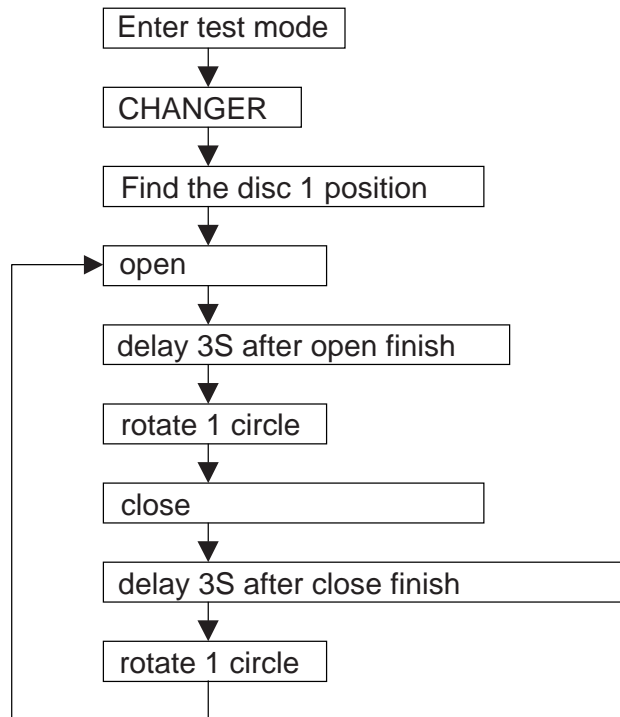 Enter test mode
CHANGER
Find the disc 1 position
open
delay 3S after open finish
rotate 1 circle
close
delay 3S after close finish
rotate 1 circle